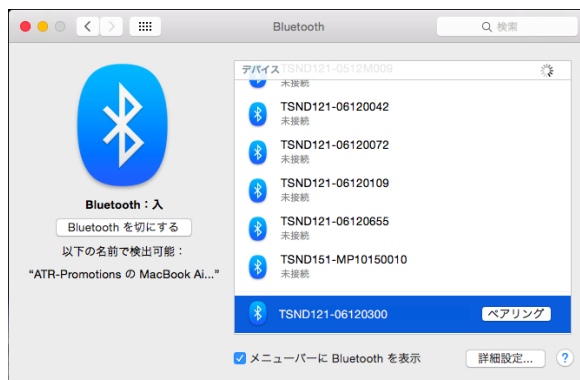 Bluetooth
検索
デバイス
TSND121-0512M009
未接続
TSND121-06120042
未接続
TSND121-06120072
未接続
TSND121-06120109
未接続
TSND121-06120655
未接続
TSND151-MP10150010
未接続
TSND121-06120300
ペアリング
Bluetooth：入
Bluetooth を切にする
以下の名前で検出可能：
“ATR-Promotions の MacBook Ai...”
メニューバーに Bluetooth を表示
詳細設定...
?